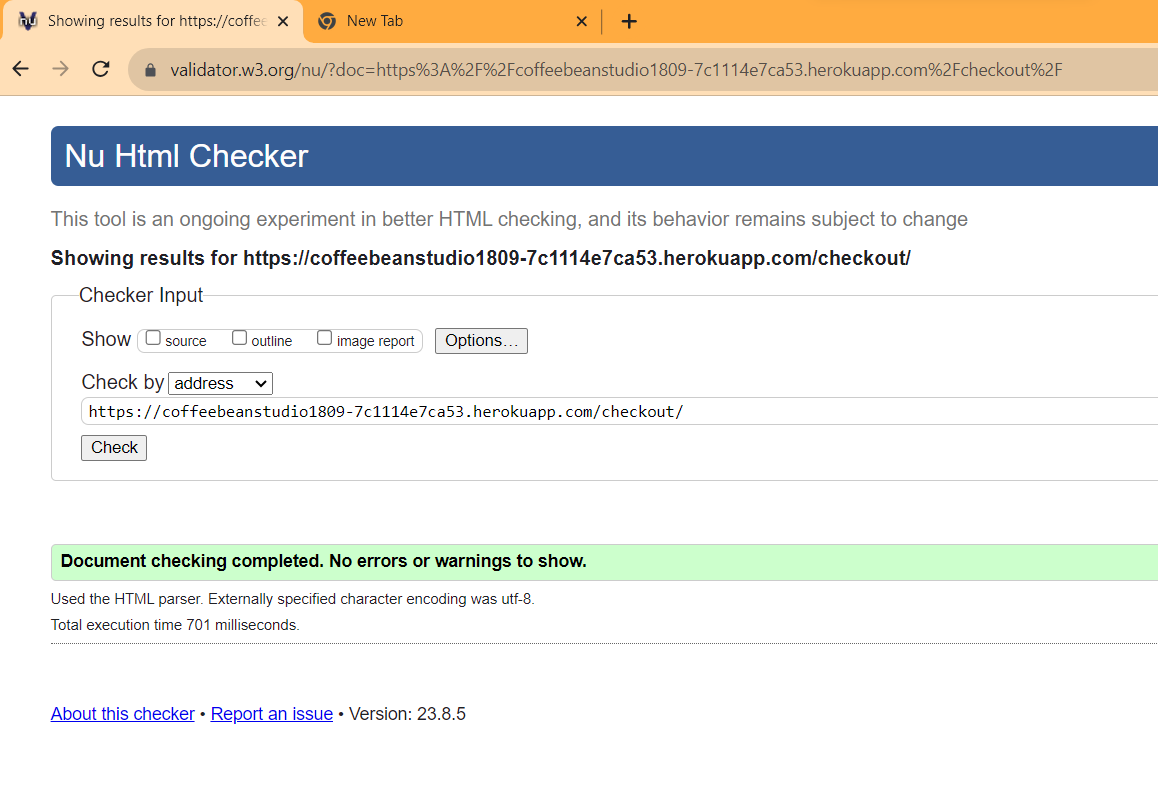 Showing results for https://coffee
New Tab
validator.w3.org/nu/?doc=https%3A%2F%2Fcoffeebeanstudio1809-7c1114e7ca53.herokuapp.com%2Fcheckout%2F
Nu Html Checker
This tool is an ongoing experiment in better HTML checking, and its behavior remains subject to change
Showing results for https://coffeebeanstudio1809-7c1114e7ca53.herokuapp.com/checkout/
Checker Input
Show source outline image report Options...
Check by address
https://coffeebeanstudio1809-7c1114e7ca53.herokuapp.com/checkout/
Check
Document checking completed. No errors or warnings to show.
Used the HTML parser. Externally specified character encoding was utf-8.
Total execution time 701 milliseconds.
About this checker • Report an issue • Version: 23.8.5